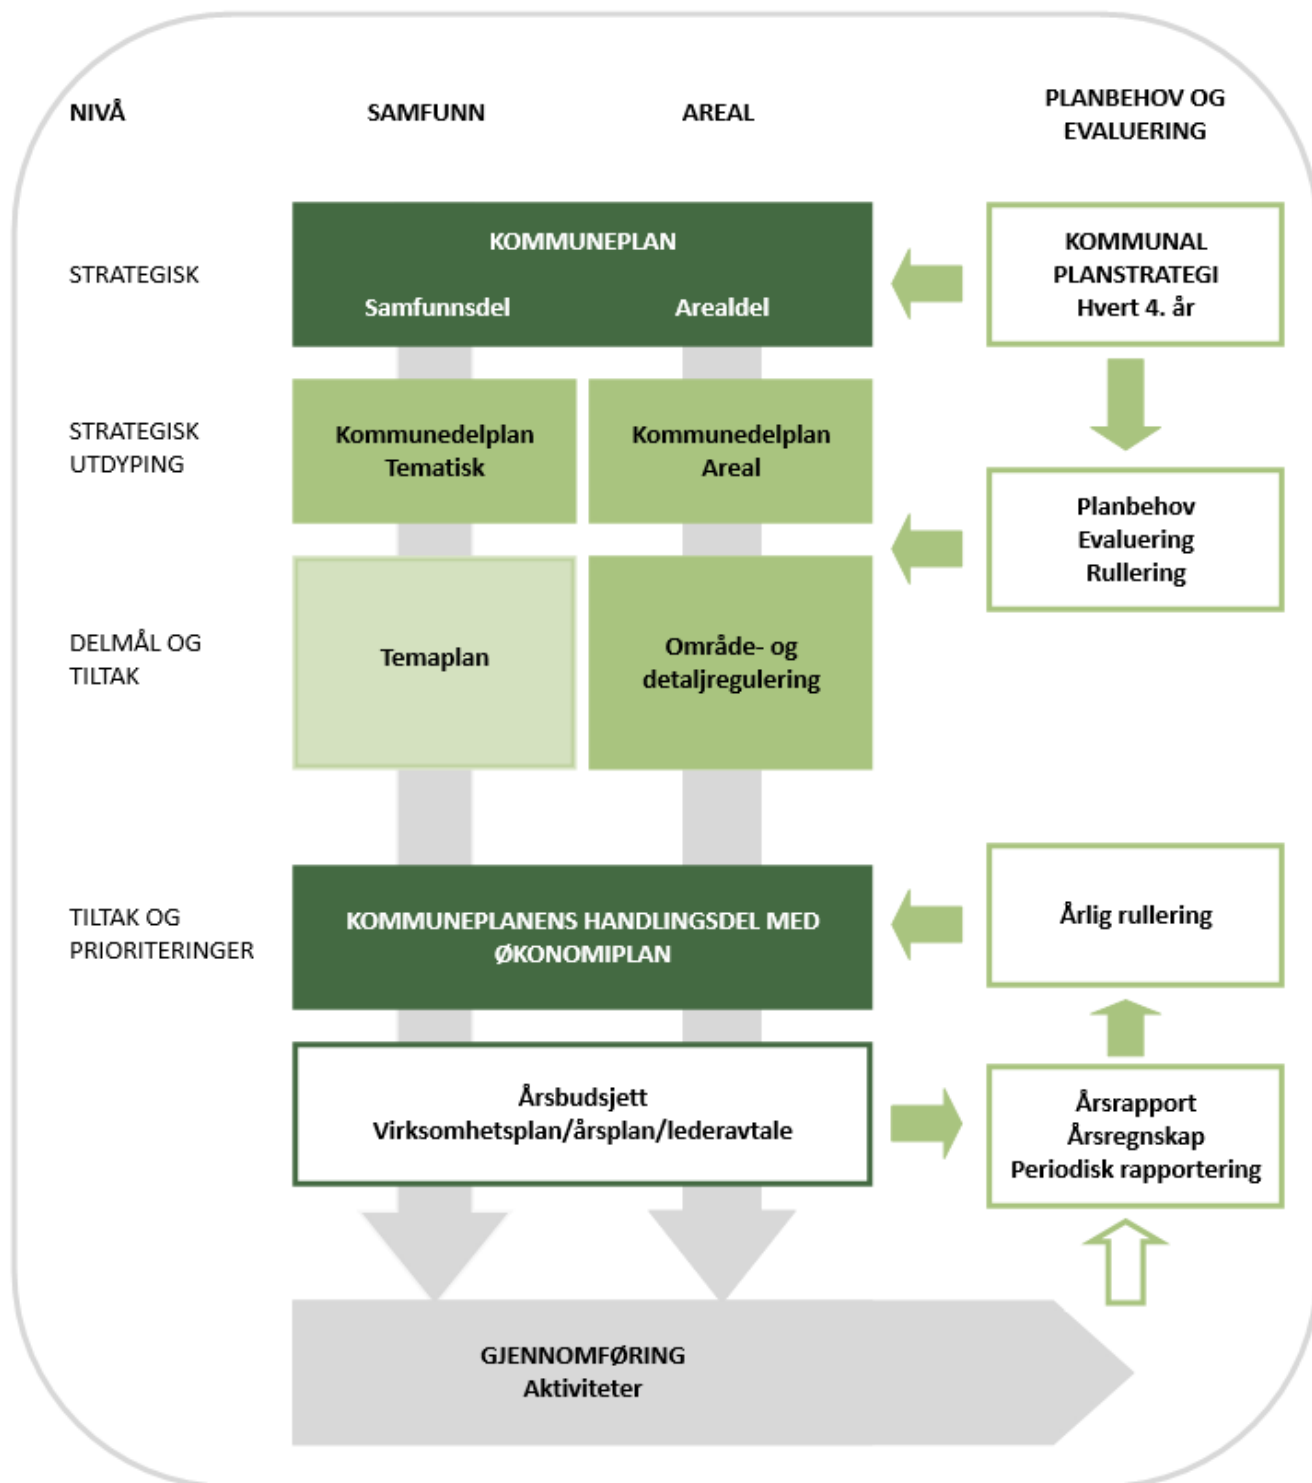 NIVÅ
SAMFUNN
AREAL
PLANBEHOV OG
EVALUERING
STRATEGISK
KOMMUNEPLAN
Samfunnsdel
Arealdel
KOMMUNAL
PLANSTRATEGI
Hvert 4. år
STRATEGISK
UTDYPING
Kommunedelplan
Tematisk
Kommunedelplan
Areal
Planbehov
Evaluering
Rullering
DELMÅL OG
TILTAK
Temaplan
Område- og
detaljregulering
TILTAK OG
PRIORITERINGER
KOMMUNEPLANENS HANDLINGSDEL MED
ØKONOMIPLAN
Årlig rullering
Årsbudsjett
Virksomhetsplan/årsplan/lederavtale
Årsrapport
Årsregnskap
Periodisk rapportering
GJENNOMFØRING
Aktiviteter